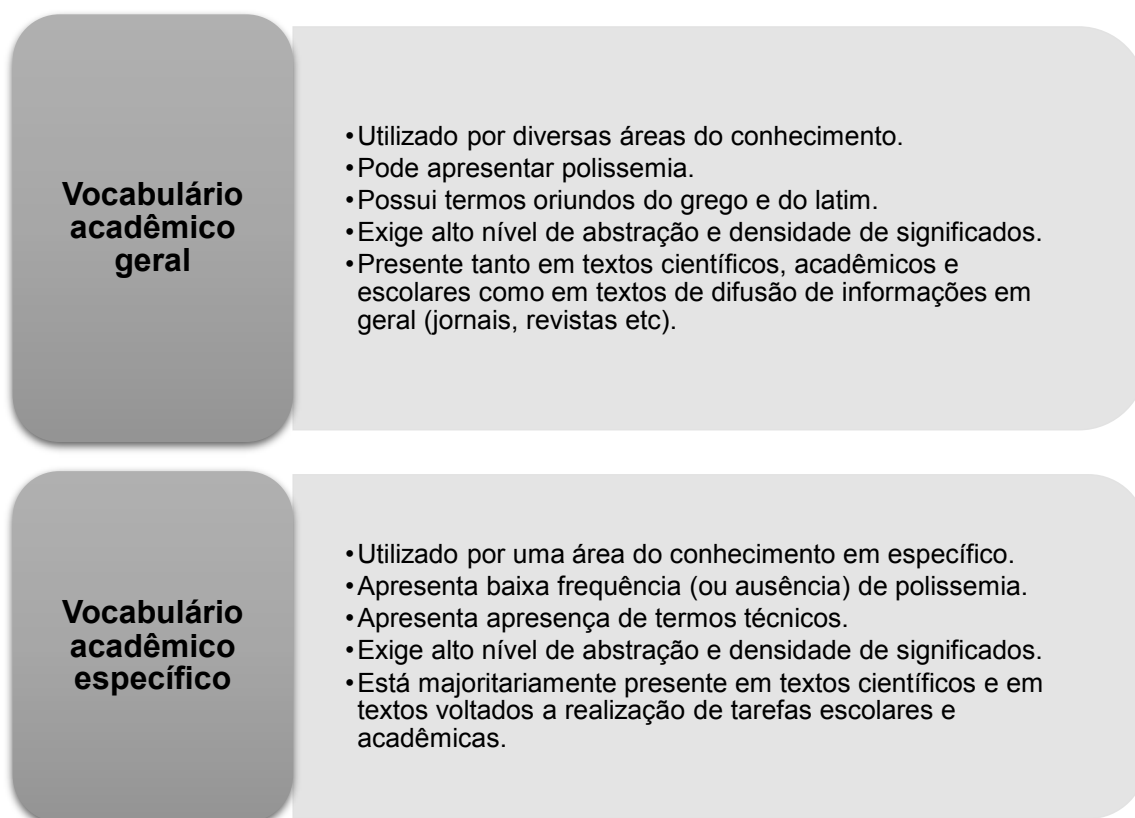 Vocabulário
acadêmico
geral
•Utilizado por diversas áreas do conhecimento.
•Pode apresentar polissemia.
•Possui termos oriundos do grego e do latim.
•Exige alto nível de abstração e densidade de significados.
•Presente tanto em textos científicos, acadêmicos e
escolares como em textos de difusão de informações em
geral (jornais, revistas etc).
Vocabulário
acadêmico
específico
•Utilizado por uma área do conhecimento em específico.
•Apresenta baixa frequência (ou ausência) de polissemia.
•Apresenta apresença de termos técnicos.
•Exige alto nível de abstração e densidade de significados.
•Está majoritariamente presente em textos científicos e em
textos voltados a realização de tarefas escolares e
acadêmicas.